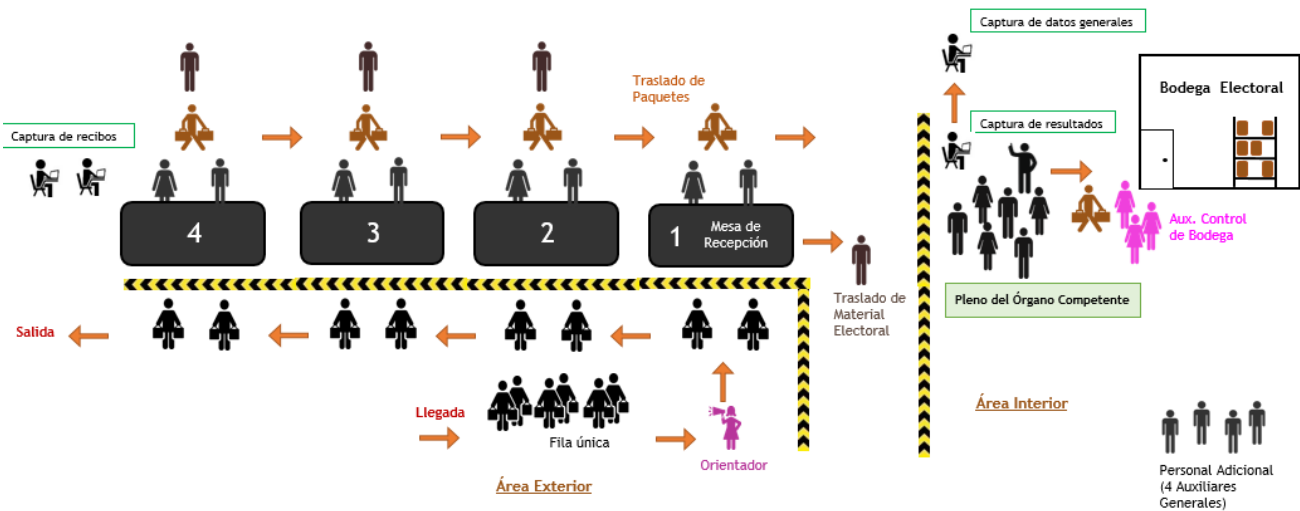 Captura de datos generales
Bodega Electoral
Traslado de
Paquetes
Captura de recibos
Captura de resultados
4
3
2
1
Mesa de
Recepción
Aux. Control
de Bodega
Traslado de
Material
Electoral
Pleno del Órgano Competente
Salida
Llegada
Fila única
Orientador
Área Exterior
Área Interior
Personal Adicional
(4 Auxiliares
Generales)